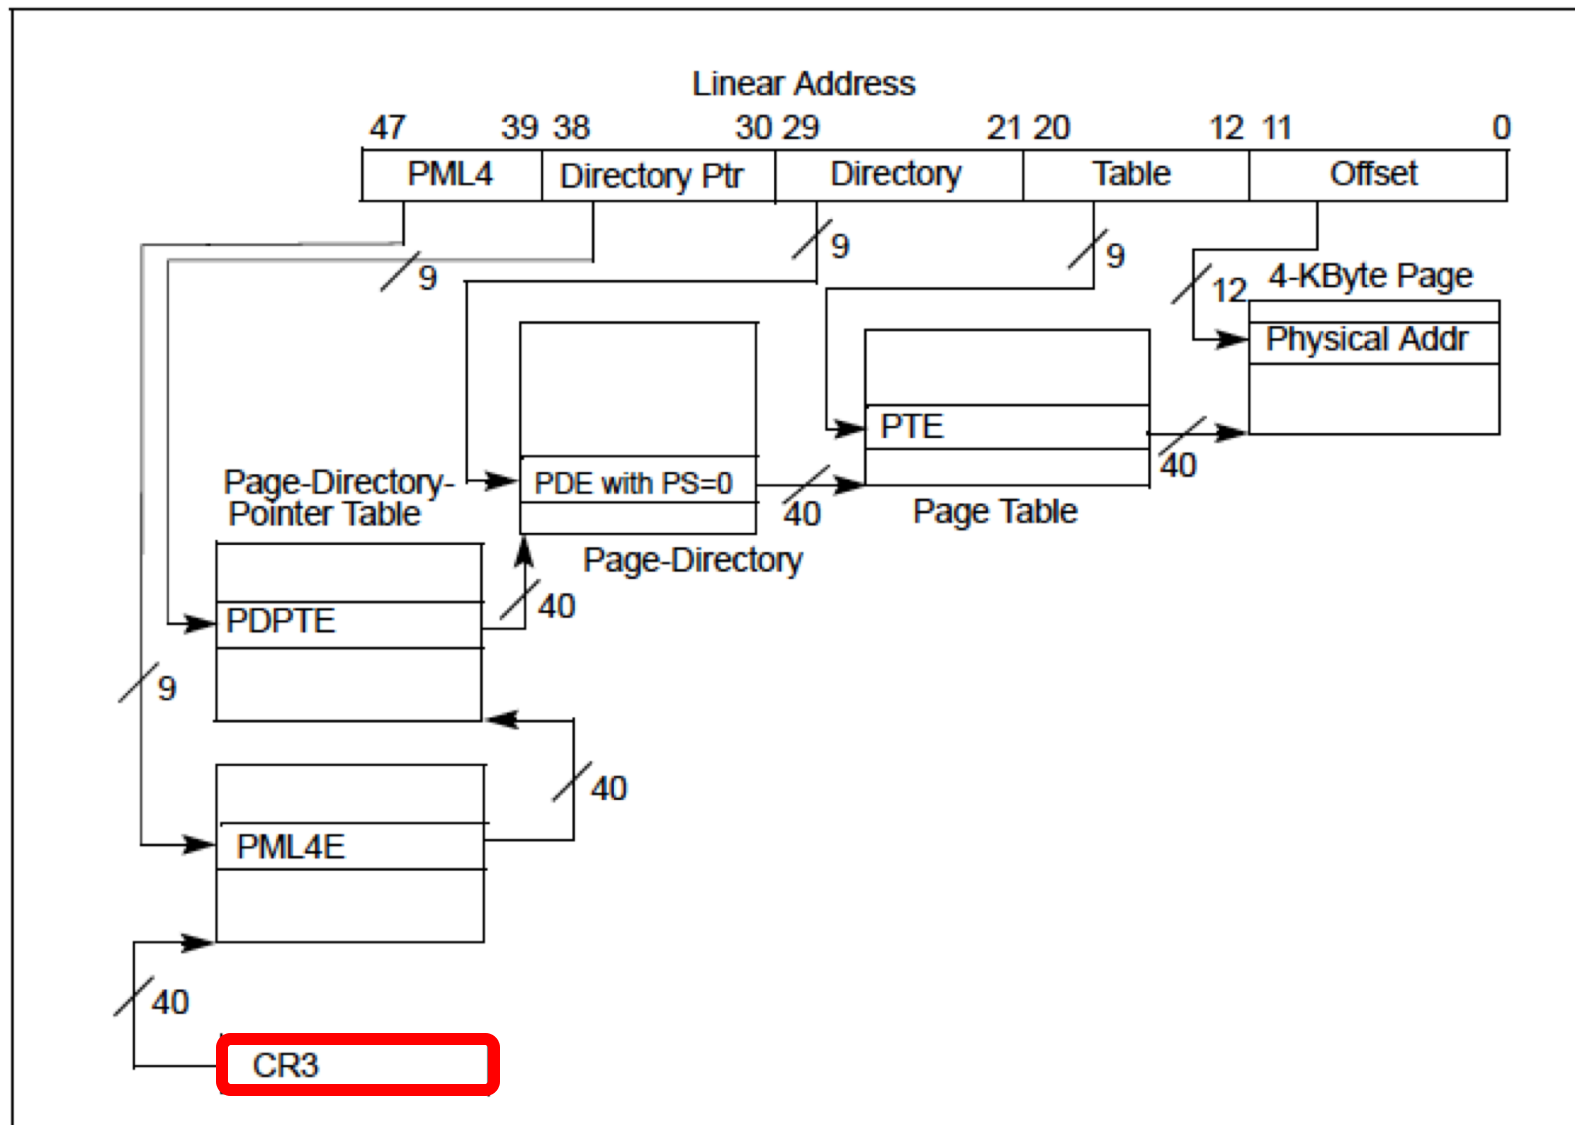 Linear Address
47 39 38 30 29 21 20 12 11 0
PML4 Directory Ptr Directory Table Offset
9 9 9 12
4-KByte Page
Physical Addr
PTE
40
PDE with PS=0
40
Page Table
Page-Directory
Page-Directory-
Pointer Table
PDPTE
40
9
40
PML4E
40
CR3